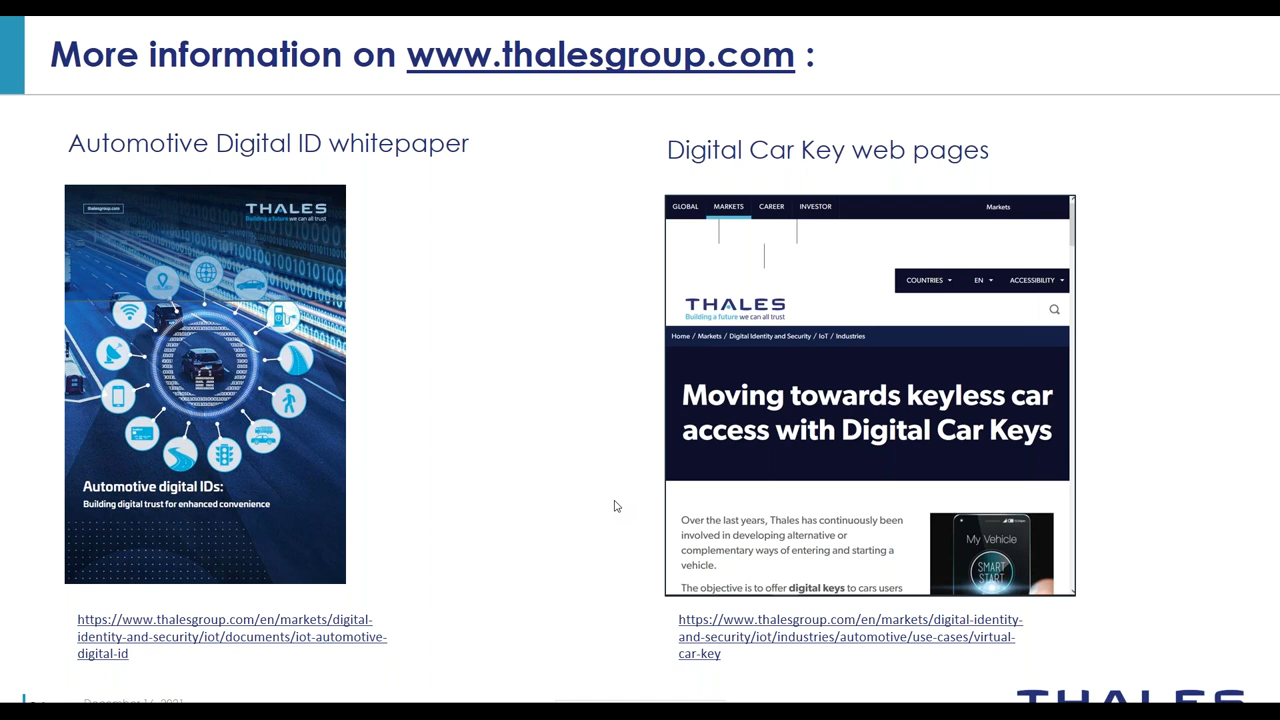 More information on www.thalesgroup.com :
Automotive Digital ID whitepaper
thalesgroup.com
THALES
Building a future we can all trust
Automotive digital IDs:
Building digital trust for enhanced convenience
https://www.thalesgroup.com/en/markets/digital-
identity-and-security/iot/documents/iot-automotive-
digital-id
Digital Car Key web pages
GLOBAL MARKETS CAREER INVESTOR Markets
COUNTRIES EN ACCESSIBILITY
THALES
Building a future we can all trust
Home / Markets / Digital Identity and Security / IoT / Industries
Moving towards keyless car
access with Digital Car Keys
Over the last years, Thales has continuously been
involved in developing alternative or
complementary ways of entering and starting a
vehicle.
The objective is to offer digital keys to cars users
My Vehicle
SMART
START
https://www.thalesgroup.com/en/markets/digital-identity-
and-security/iot/industries/automotive/use-cases/virtual-
car-key
December 14, 2021
THALES